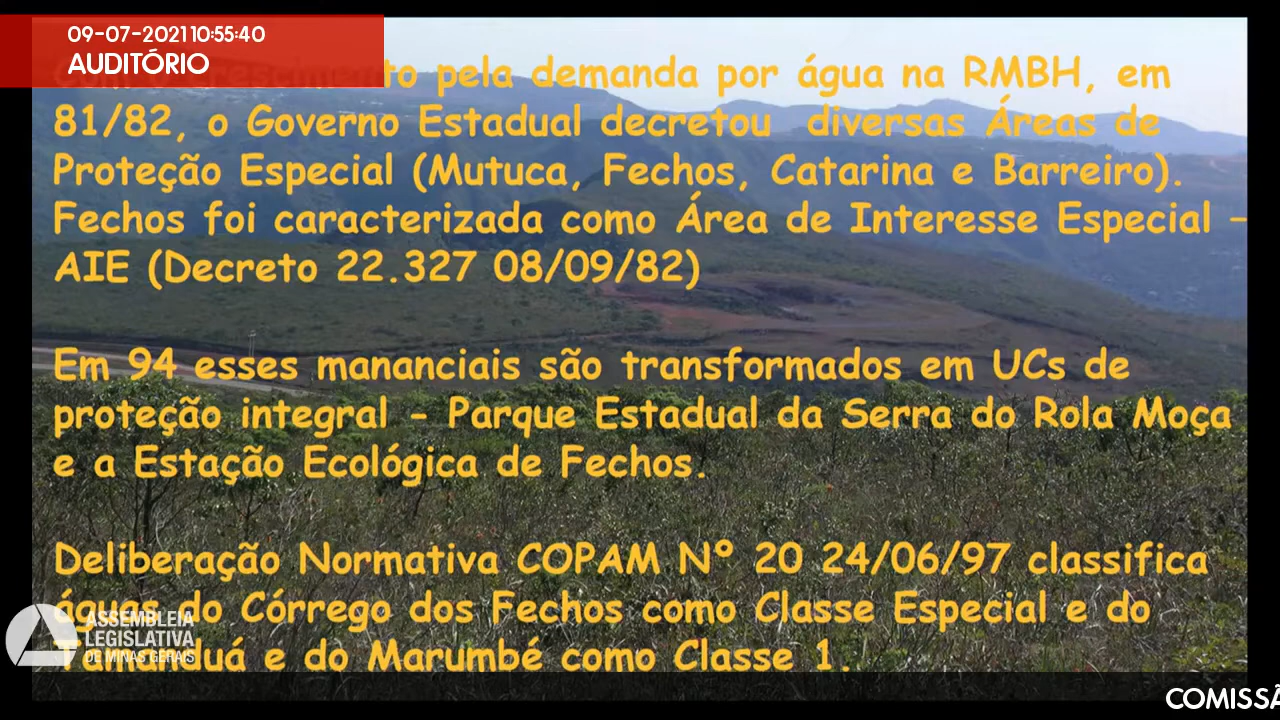 09-07-2021 10:55:40
AUDITÓRIO
to pela demanda por água na RMBH, em
81/82, o Governo Estadual decretou diversas Áreas de
Proteção Especial (Mutuca, Fechos, Catarina e Barreiro).
Fechos foi caracterizada como Área de Interesse Especial –
AIE (Decreto 22.327 08/09/82)
Em 94 esses mananciais são transformados em UCs de
proteção integral - Parque Estadual da Serra do Rola Moça
e a Estação Ecológica de Fechos.
Deliberação Normativa COPAM Nº 20 24/06/97 classifica
águas do Córrego dos Fechos como Classe Especial e do
e do Marumbé como Classe 1.
ASSEMBLEIA
LEGISLATIVA
DE MINAS GERAIS
COMISSÃ